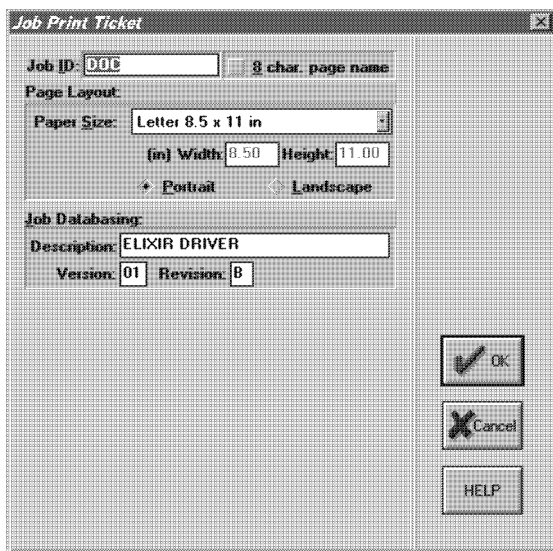 Job Print Ticket
Job ID: DOC 8 char. page name
Page Layout:
Paper Size: Letter 8.5 x 11 in
(in) Width: 8.50 Height: 11.00
Portrait Landscape
Job Databasing:
Description: ELIXIR DRIVER
Version: 01 Revision: B
OK
Cancel
HELP